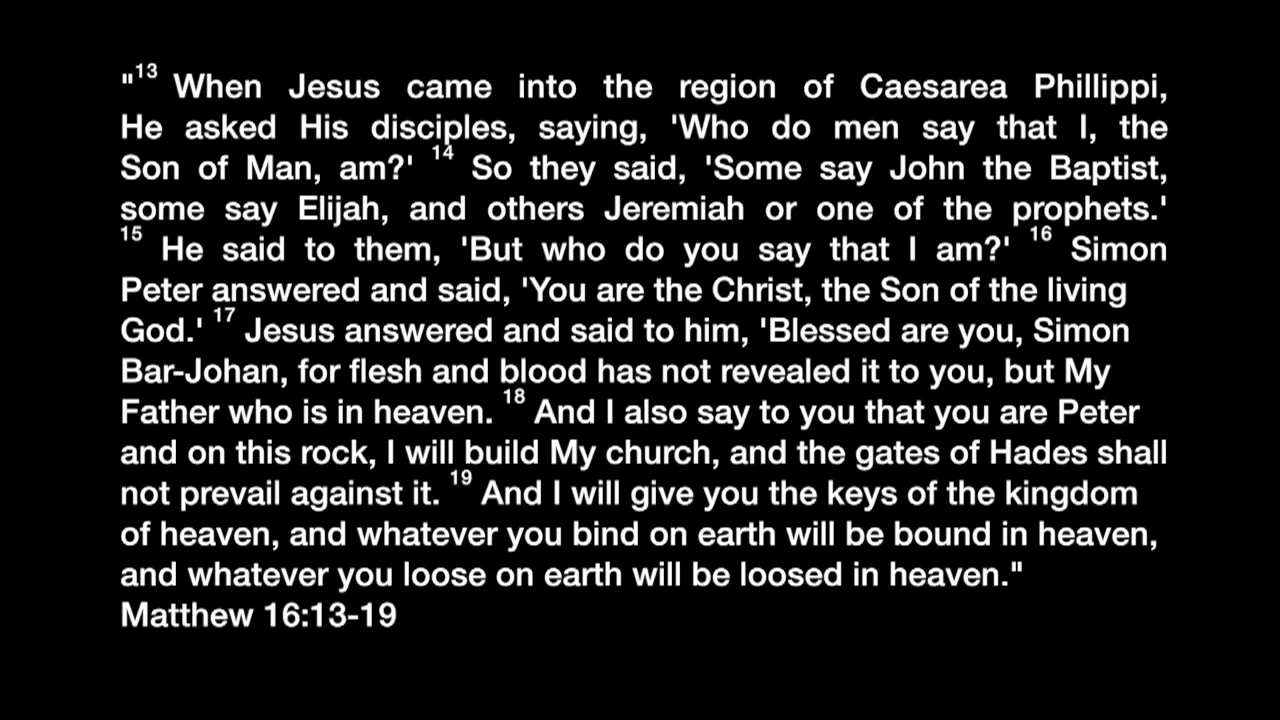 "13 When Jesus came into the region of Caesarea Phillippi,
He asked His disciples, saying, 'Who do men say that I, the
Son of Man, am?' 14 So they said, 'Some say John the Baptist,
some say Elijah, and others Jeremiah or one of the prophets.'
15 He said to them, 'But who do you say that I am?' 16 Simon
Peter answered and said, 'You are the Christ, the Son of the living
God.' 17 Jesus answered and said to him, 'Blessed are you, Simon
Bar-Johan, for flesh and blood has not revealed it to you, but My
Father who is in heaven. 18 And I also say to you that you are Peter
and on this rock, I will build My church, and the gates of Hades shall
not prevail against it. 19 And I will give you the keys of the kingdom
of heaven, and whatever you bind on earth will be bound in heaven,
and whatever you loose on earth will be loosed in heaven."
Matthew 16:13-19